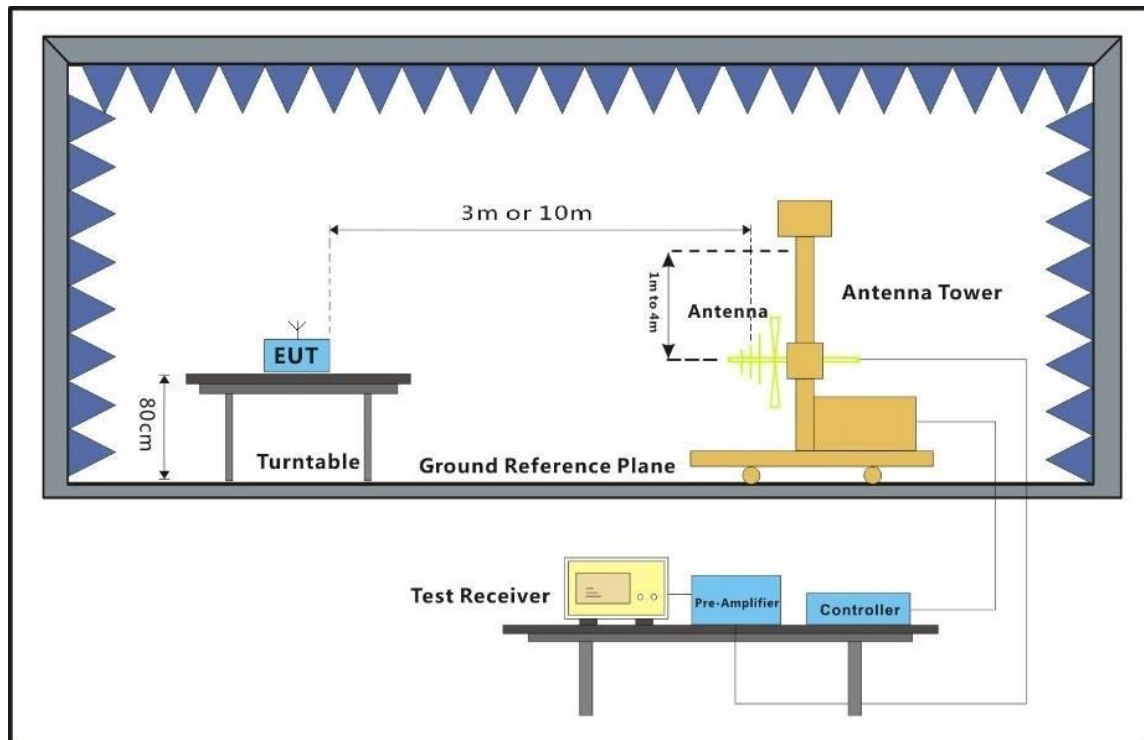 3m or 10m
1m to 4m
Antenna
Antenna Tower
EUT
80cm
Turntable
Ground Reference Plane
Test Receiver
Pre-Amplifier
Controller